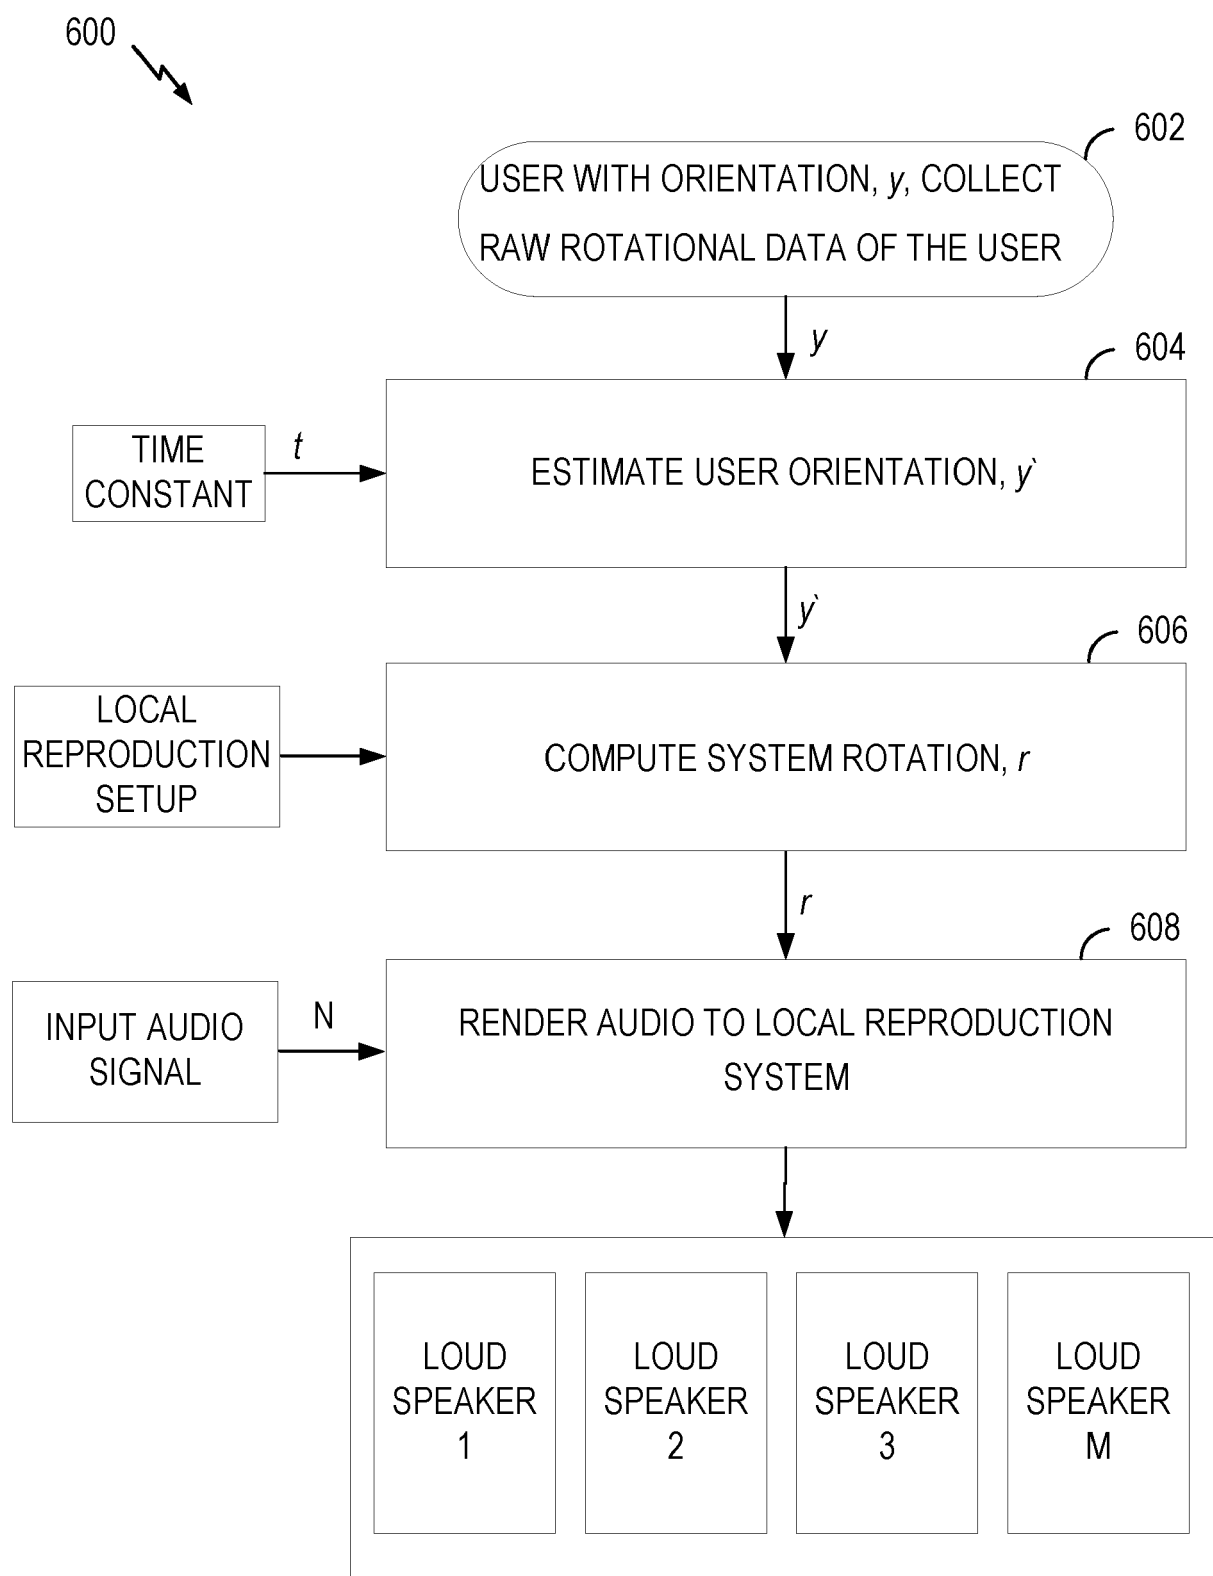 600
602
USER WITH ORIENTATION, y, COLLECT
RAW ROTATIONAL DATA OF THE USER
y
604
TIME
CONSTANT
t
ESTIMATE USER ORIENTATION, y`
y`
606
LOCAL
REPRODUCTION
SETUP
COMPUTE SYSTEM ROTATION, r
r
608
INPUT AUDIO
SIGNAL
N
RENDER AUDIO TO LOCAL REPRODUCTION
SYSTEM
LOUD
SPEAKER
1
LOUD
SPEAKER
2
LOUD
SPEAKER
3
LOUD
SPEAKER
M